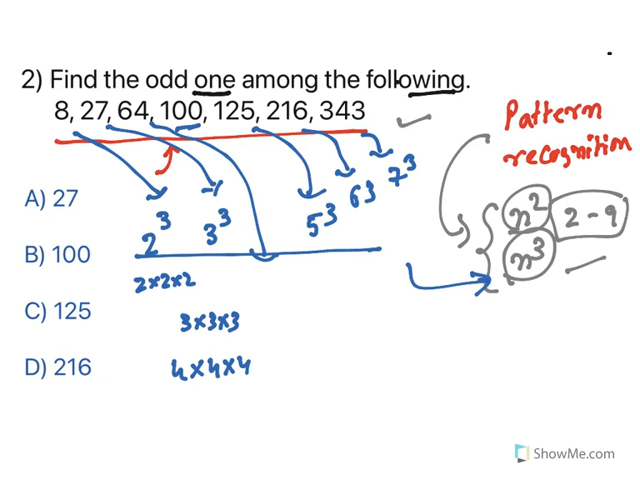 2) Find the odd one among the following.
8, 27, 64, 100, 125, 216, 343
Pattern
recognition
A) 27
2³ 3³ 5³ 6³ 7³
n² 2-9
B) 100
n³
2×2×2
C) 125
3×3×3
D) 216
4×4×4
ShowMe.com